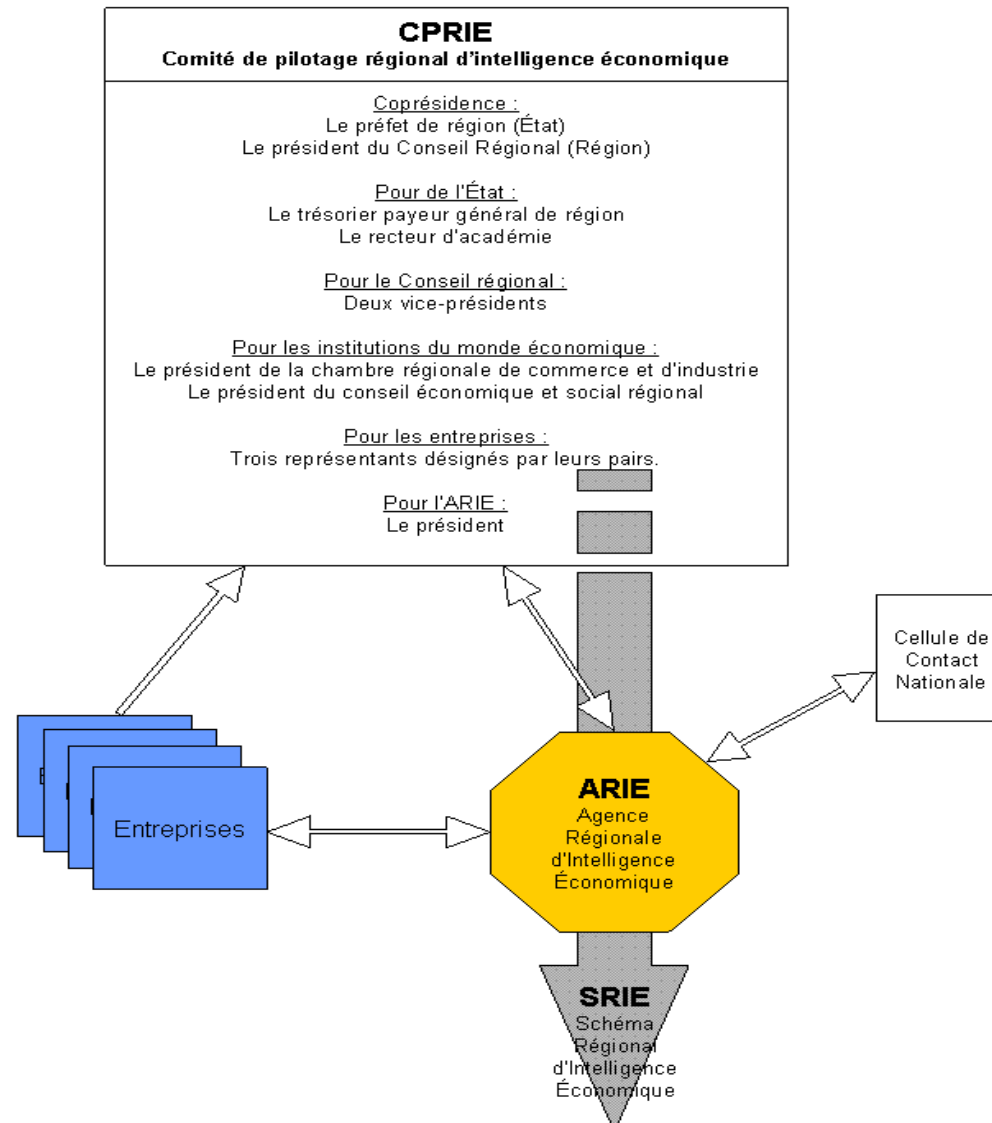 CPRIE
Comité de pilotage régional d'intelligence économique
Coprésidence :
Le préfet de région (État)
Le président du Conseil Régional (Région)
Pour de l'État :
Le trésorier payeur général de région
Le recteur d'académie
Pour le Conseil régional :
Deux vice-présidents
Pour les institutions du monde économique :
Le président de la chambre régionale de commerce et d'industrie
Le président du conseil économique et social régional
Pour les entreprises :
Trois représentants désignés par leurs pairs.
Pour l'ARIE :
Le président
Cellule de
Contact
Nationale
Entreprises
ARIE
Agence
Régionale
d'Intelligence
Économique
SRIE
Schéma
Régional
d'Intelligence
Économique